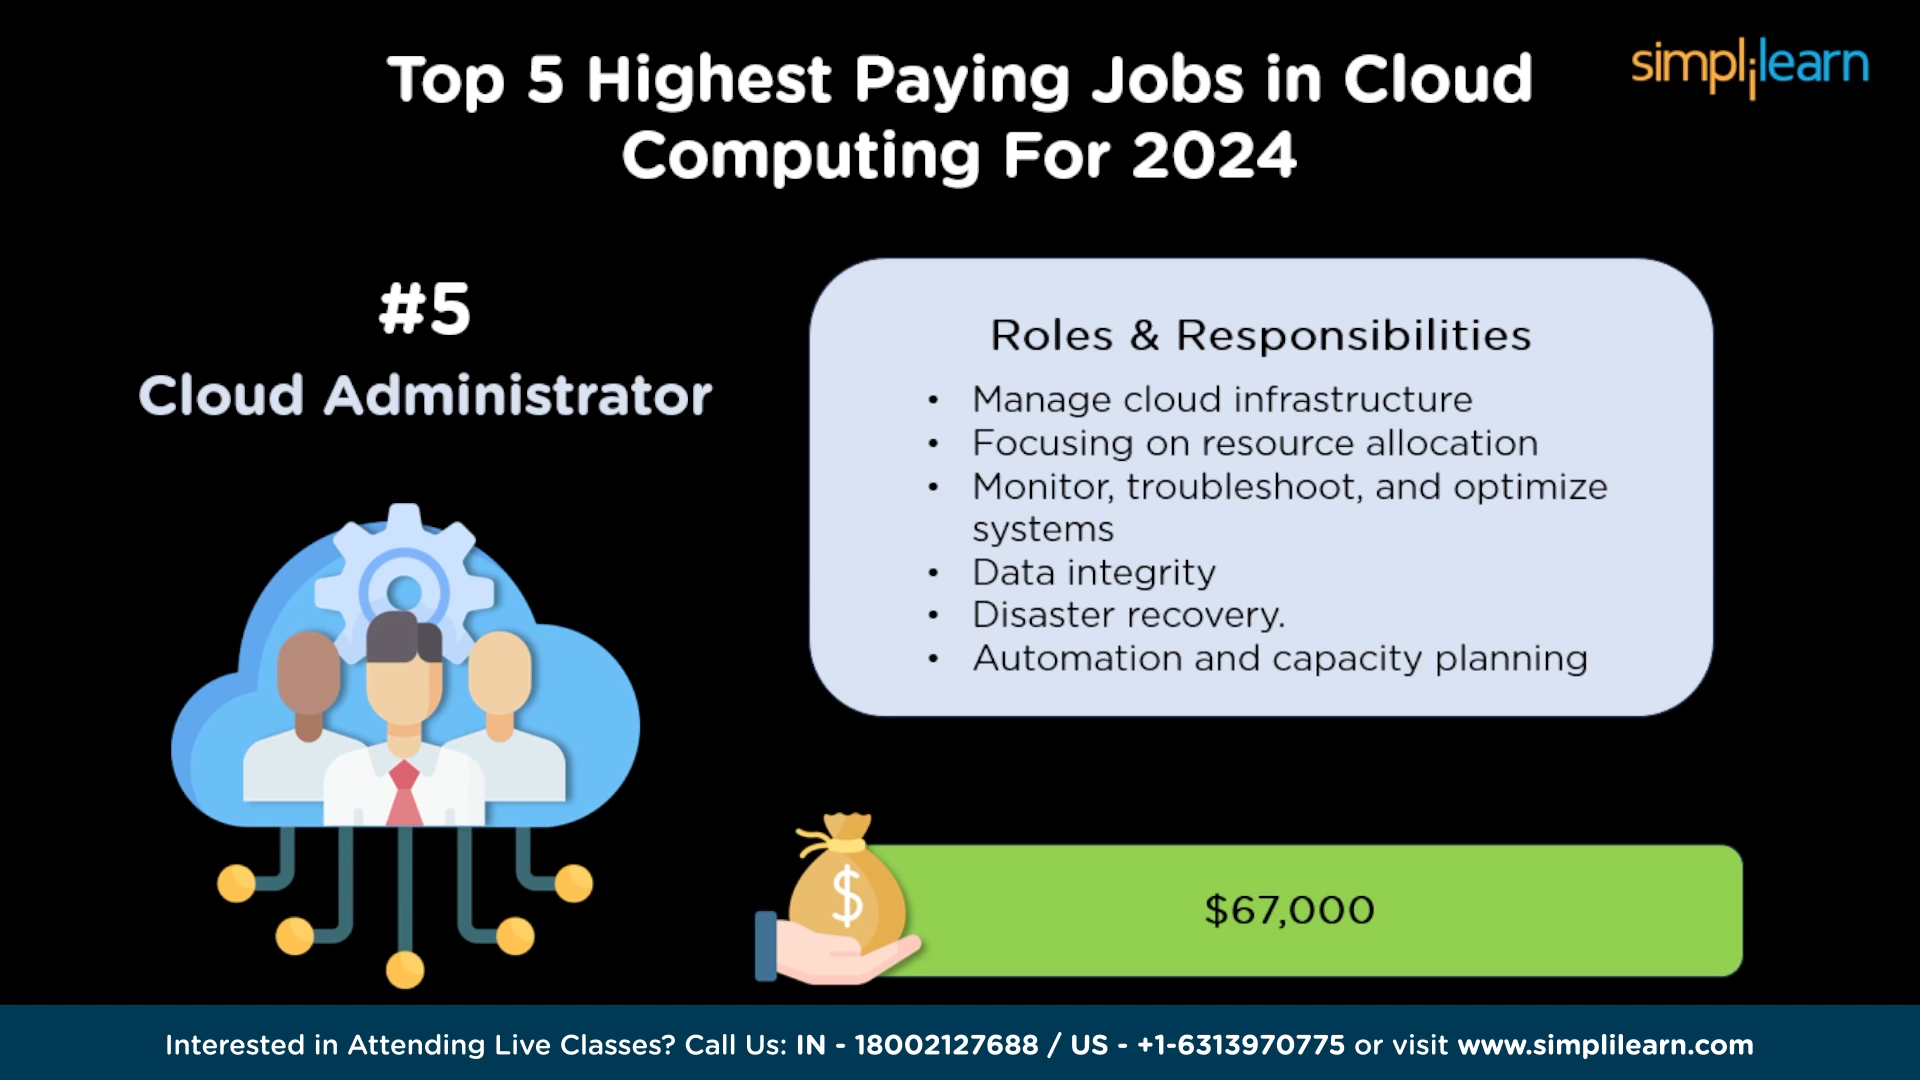 Top 5 Highest Paying Jobs in Cloud
Computing For 2024
simplilearn
#5
Cloud Administrator
Roles & Responsibilities
• Manage cloud infrastructure
• Focusing on resource allocation
• Monitor, troubleshoot, and optimize
systems
• Data integrity
• Disaster recovery.
• Automation and capacity planning
$
$67,000
Interested in Attending Live Classes? Call Us: IN - 18002127688 / US - +1-6313970775 or visit www.simplilearn.com